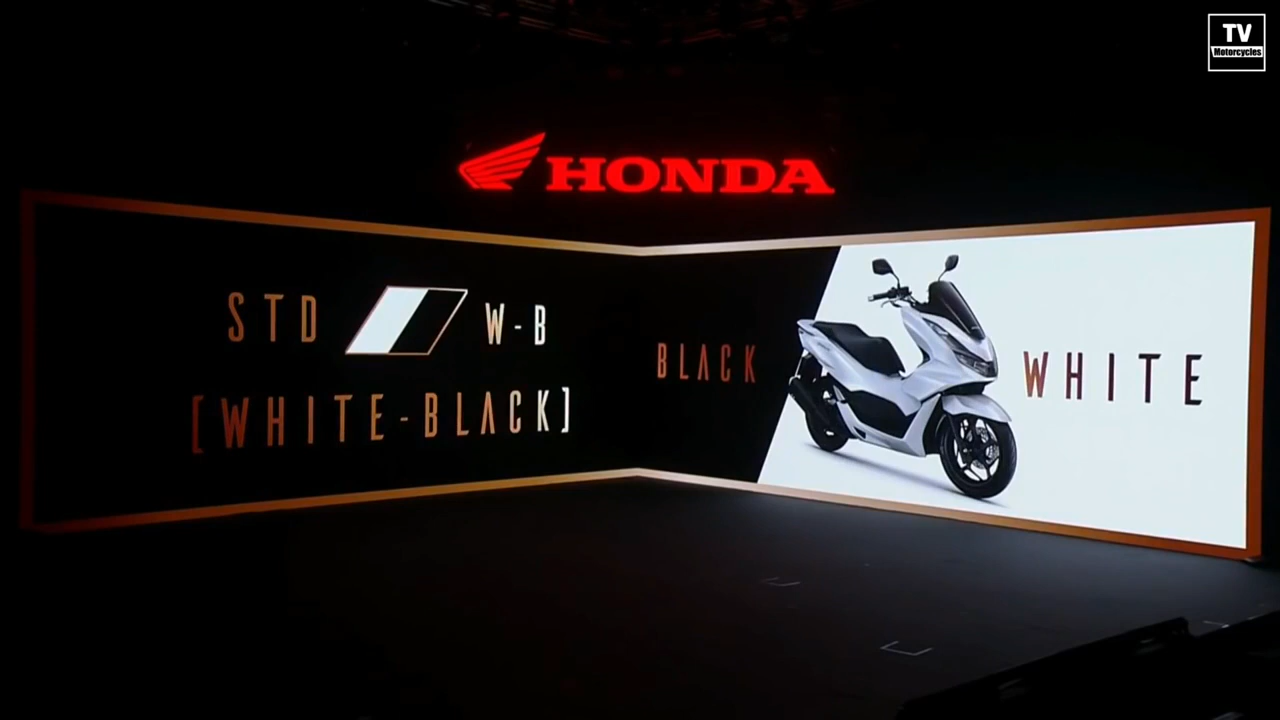 TV
Motorcycles
HONDA
STD W-B
[WHITE-BLACK]
BLACK WHITE